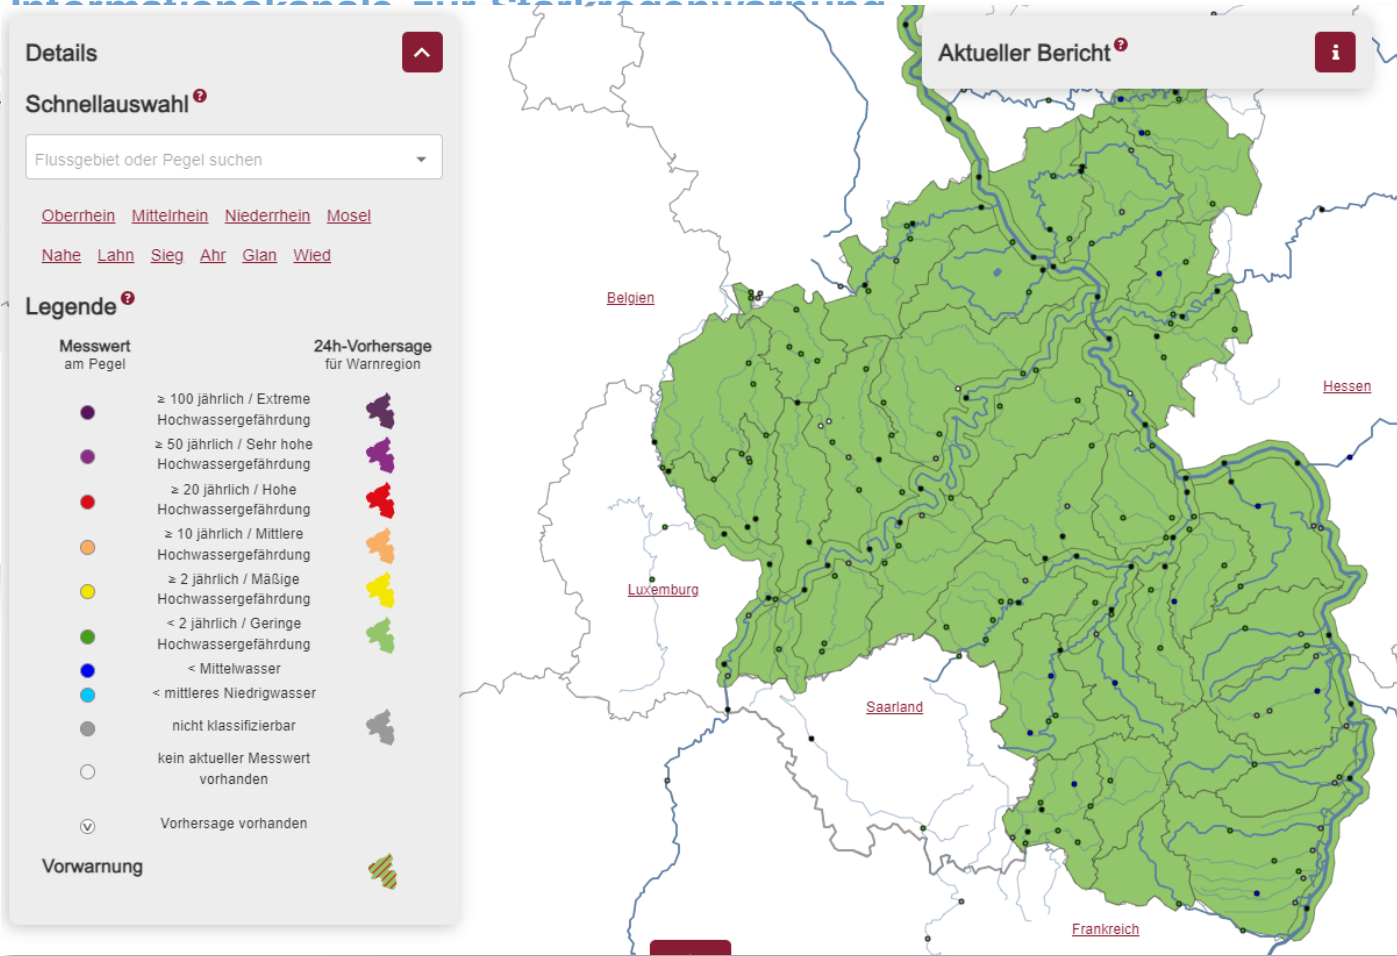 Informationskanäle zur Starkregenwarnung
Details
Aktueller Bericht ?
i
Schnellauswahl ?
Flussgebiet oder Pegel suchen
Oberrhein Mittelrhein Niederrhein Mosel
Nahe Lahn Sieg Ahr Glan Wied
Legende ?
Messwert
am Pegel
24h-Vorhersage
für Warnregion
≥ 100 jährlich / Extreme
Hochwassergefährdung
≥ 50 jährlich / Sehr hohe
Hochwassergefährdung
≥ 20 jährlich / Hohe
Hochwassergefährdung
≥ 10 jährlich / Mittlere
Hochwassergefährdung
≥ 2 jährlich / Mäßige
Hochwassergefährdung
< 2 jährlich / Geringe
Hochwassergefährdung
< Mittelwasser
< mittleres Niedrigwasser
nicht klassifizierbar
kein aktueller Messwert
vorhanden
V
Vorhersage vorhanden
Vorwarnung
Belgien
Hessen
Luxemburg
Saarland
Frankreich